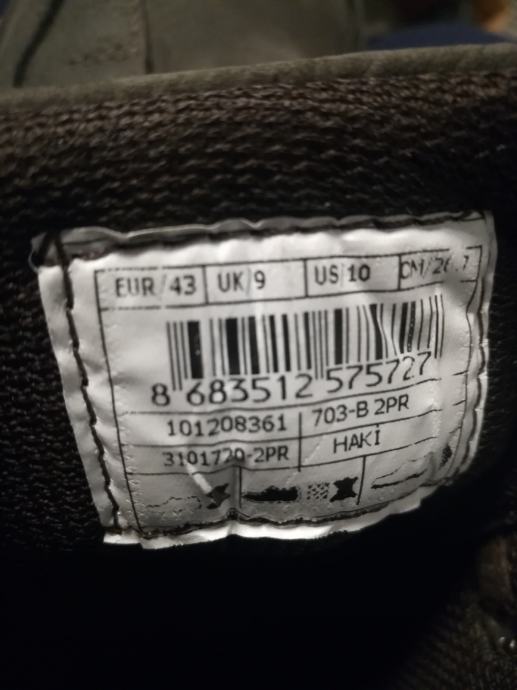 EUR 43 UK 9 US 10
8 683512 575727
101208361 703-B 2PR
3101720-2PR HAKİ